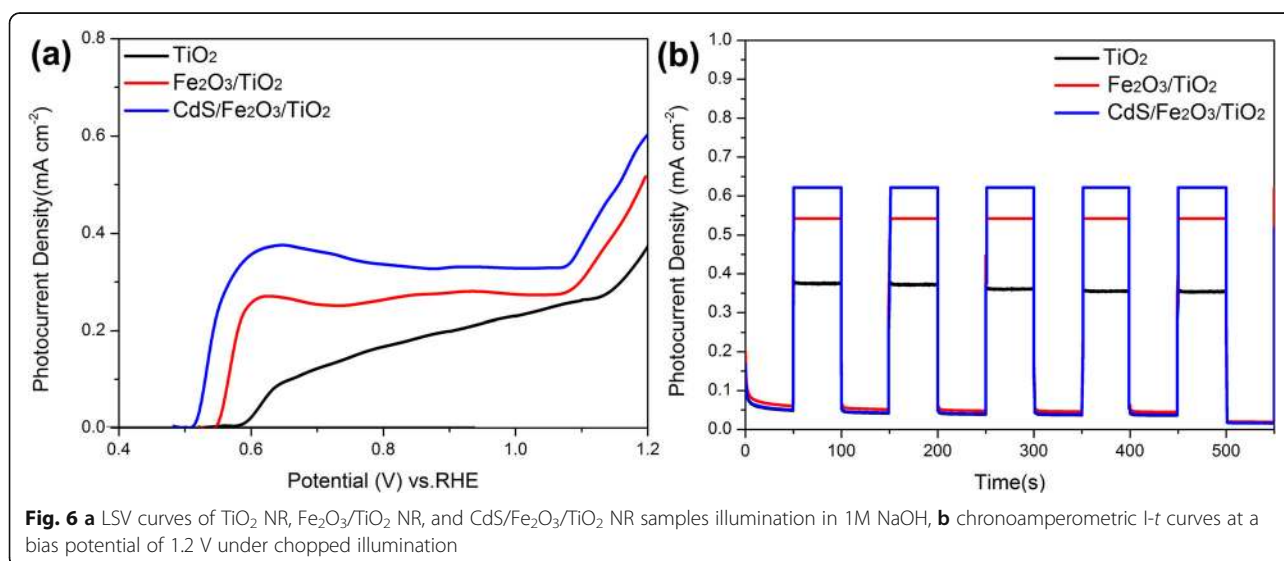 (a)
TiO₂
Fe₂O₃/TiO₂
CdS/Fe₂O₃/TiO₂
Photocurrent Density(mA cm⁻²)
0.8
0.6
0.4
0.2
0.0
0.4 0.6 0.8 1.0 1.2
Potential (V) vs.RHE
(b)
TiO₂
Fe₂O₃/TiO₂
CdS/Fe₂O₃/TiO₂
Photocurrent Density (mA cm⁻²)
1.0
0.9
0.8
0.7
0.6
0.5
0.4
0.3
0.2
0.1
0.0
0 100 200 300 400 500
Time(s)
Fig. 6 a LSV curves of TiO₂ NR, Fe₂O₃/TiO₂ NR, and CdS/Fe₂O₃/TiO₂ NR samples illumination in 1M NaOH, b chronoamperometric I-t curves at a
bias potential of 1.2 V under chopped illumination